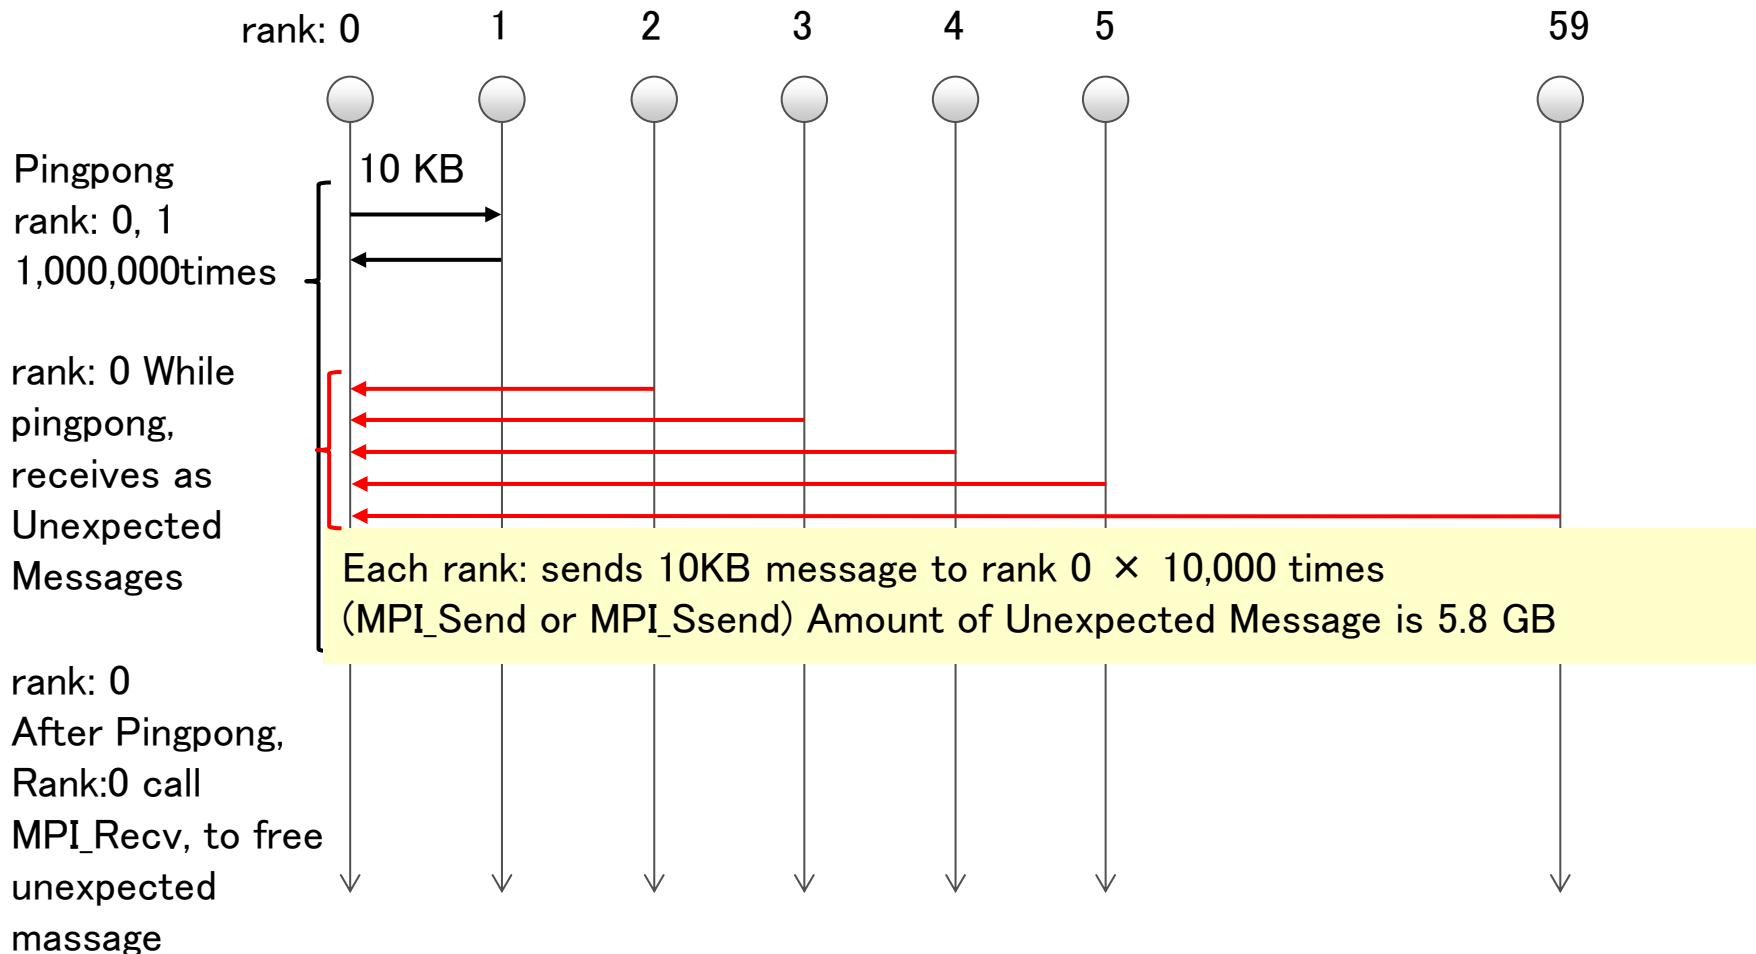 rank: 0 1 2 3 4 5 59
Pingpong
rank: 0, 1
1,000,000times
10 KB
rank: 0 While
pingpong,
receives as
Unexpected
Messages
Each rank: sends 10KB message to rank 0 × 10,000 times
(MPI_Send or MPI_Ssend) Amount of Unexpected Message is 5.8 GB
rank: 0
After Pingpong,
Rank:0 call
MPI_Recv, to free
unexpected
massage